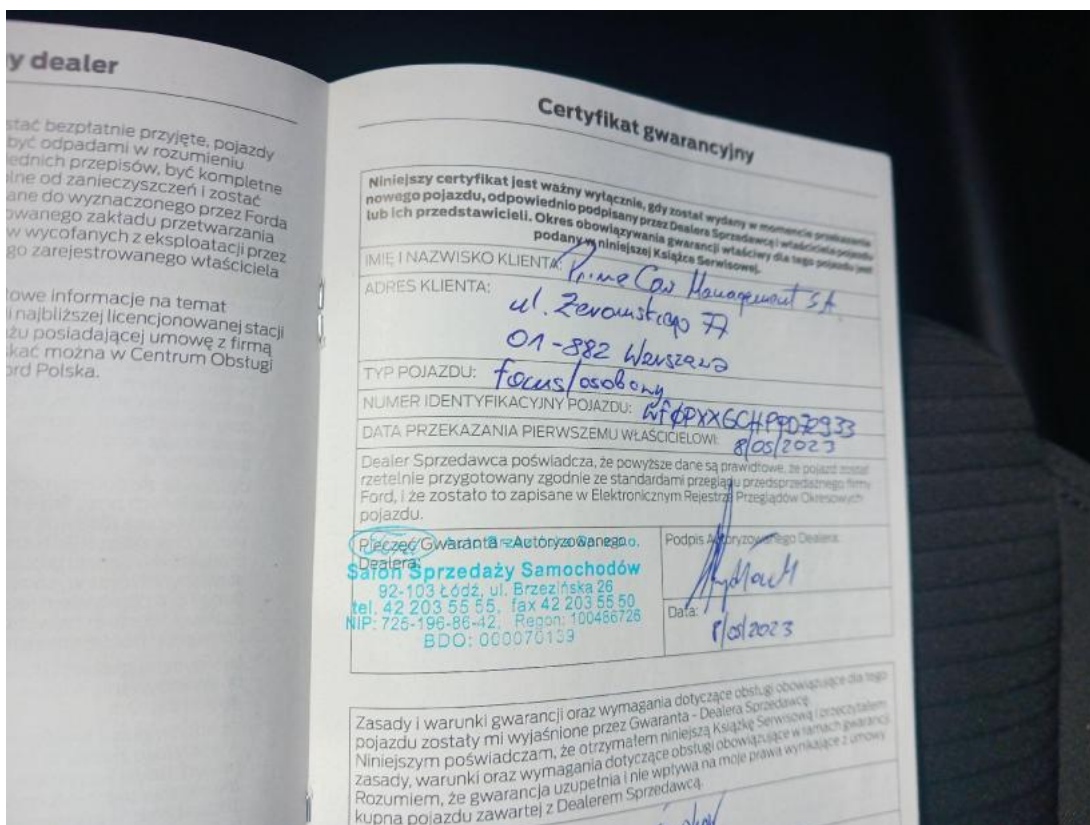 y dealer
stać bezpłatnie przyjęte, pojazdy
być odpadami w rozumieniu
iednich przepisów, być kompletne
lne od zanieczyszczeń i zostać
ane do wyznaczonego przez Forda
owanego zakładu przetwarzania
w wycofanych z eksploatacji przez
go zarejestrowanego właściciela
towe informacje na temat
i najbliższej licencjonowanej stacji
żu posiadającej umowę z firmą
skać można w Centrum Obsługi
ord Polska.
Certyfikat gwarancyjny
Niniejszy certyfikat jest ważny wyłącznie, gdy został wydany w momencie przekazania
nowego pojazdu, odpowiednio podpisany przez Dealera Sprzedawcę i właściciela pojazdu
lub ich przedstawicieli. Okres obowiązywania gwarancji właściwy dla tego pojazdu jest
podany w niniejszej Książce Serwisowej.
IMIĘ I NAZWISKO KLIENTA: Prime Car Management S.A.
ADRES KLIENTA:
ul. Żeromskiego 77
01-882 Warszawa
TYP POJAZDU: focus/osobowy
NUMER IDENTYFIKACYJNY POJAZDU: WF0PXXGCHPPD72933
DATA PRZEKAZANIA PIERWSZEMU WŁAŚCICIELOWI: 8/05/2023
Dealer Sprzedawca poświadcza, że powyższe dane są prawidłowe, że pojazd został
rzetelnie przygotowany zgodnie ze standardami przeglądu przedsprzedażnego firmy
Ford, i że zostało to zapisane w Elektronicznym Rejestrze Przeglądów Okresowych
pojazdu.
Pieczęć Gwaranta - Autoryzowanego
Dealera:
Salon Sprzedaży Samochodów
92-103 Łódź, ul. Brzezińska 26
tel. 42 203 55 55, fax 42 203 55 50
NIP: 725-196-86-42, Regon: 100486726
BDO: 000070139
Podpis Autoryzowanego Dealera:
Data:
8/05/2023
Zasady i warunki gwarancji oraz wymagania dotyczące obsługi obowiązujące dla tego
pojazdu zostały mi wyjaśnione przez Gwaranta - Dealera Sprzedawcę.
Niniejszym poświadczam, że otrzymałem niniejszą Książkę Serwisową i przeczytałem
zasady, warunki oraz wymagania dotyczące obsługi obowiązujące w ramach gwarancji
Rozumiem, że gwarancja uzupełnia i nie wpływa na moje prawa wynikające z umowy
kupna pojazdu zawartej z Dealerem Sprzedawcą.